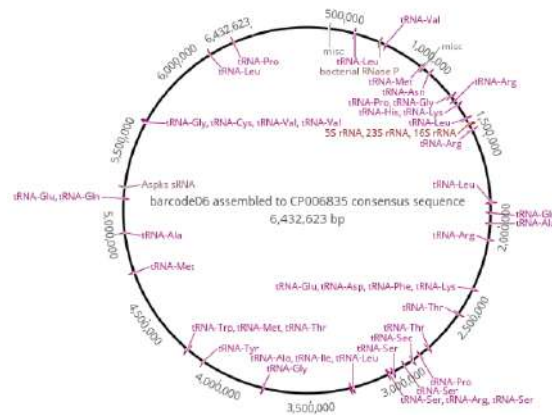 500,000
tRNA-Val
6,432,623
tRNA-Pro
misc
tRNA-Leu
bacterial RNase P
1,000,000
misc
6,000,000
tRNA-Leu
tRNA-Met
tRNA-Asn
tRNA-Arg
tRNA-Pro, tRNA-Gly
tRNA-His, tRNA-Lys
tRNA-Gly, tRNA-Cys, tRNA-Val, tRNA-Val
tRNA-Leu
1,500,000
5S rRNA, 23S rRNA, 16S rRNA
tRNA-Arg
5,500,000
Aspks sRNA
tRNA-Leu
tRNA-Glu, tRNA-Gln
barcode06 assembled to CP006835 consensus sequence
6,432,623 bp
5,000,000
tRNA-Ala
tRNA-Arg
2,000,000
tRNA-Met
tRNA-Glu, tRNA-Asp, tRNA-Phe, tRNA-Lys
tRNA-Thr
2,500,000
4,500,000
tRNA-Trp, tRNA-Met, tRNA-Thr
tRNA-Thr
tRNA-Tyr
tRNA-Sec
tRNA-Ser
tRNA-Ala, tRNA-Ile, tRNA-Leu
tRNA-Gly
4,000,000
3,000,000
tRNA-Pro
tRNA-Ser
tRNA-Ser, tRNA-Arg, tRNA-Ser
3,500,000